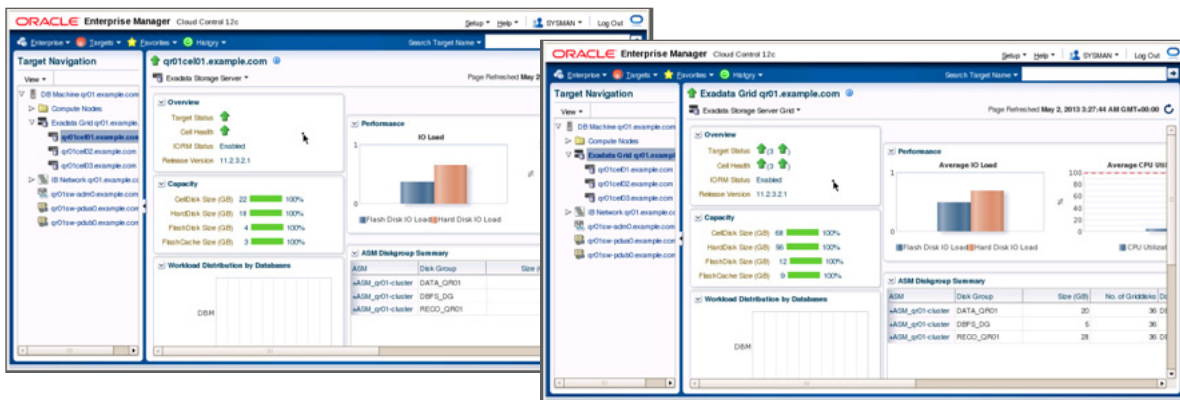 ORACLE Enterprise Manager Cloud Control 12c
Setup Help SYSMAN Log Out
Enterprise Targets Favorites History
Search Target Name
Target Navigation
View
DB Machine qr01.example.com
Compute Nodes
Exadata Grid qr01.example.
qr01cel01.example.com
qr01cel02.example.com
qr01cel03.example.com
IB Network qr01.example.cc
qr01sw-adm0.example.com
qr01sw-pdua0.example.com
qr01sw-pdub0.example.com
qr01cel01.example.com
Exadata Storage Server
Page Refreshed May 2
Overview
Target Status
Cell Health
IORM Status Enabled
Release Version 11.2.3.2.1
Capacity
CellDisk Size (GB) 22 100%
HardDisk Size (GB) 18 100%
FlashDisk Size (GB) 4 100%
FlashCache Size (GB) 3 100%
Workload Distribution by Databases
DBM
Performance
IO Load
1
0
%
Flash Disk IO Load Hard Disk IO Load
ASM Diskgroup Summary
ASM Disk Group Size (
+ASM_qr01-cluster DATA_QR01
+ASM_qr01-cluster DBFS_DG
+ASM_qr01-cluster RECO_QR01
ORACLE Enterprise Manager Cloud Control 12c
Setup Help SYSMAN Log Out
Enterprise Targets Favorites History
Search Target Name
Target Navigation
View
DB Machine qr01.example.com
Compute Nodes
Exadata Grid qr01.exampl
qr01cel01.example.com
qr01cel02.example.com
qr01cel03.example.com
IB Network qr01.example.cc
qr01sw-adm0.example.com
qr01sw-pdua0.example.com
qr01sw-pdub0.example.com
Exadata Grid qr01.example.com
Exadata Storage Server Grid
Page Refreshed May 2, 2013 3:27:44 AM GMT+00:00
Overview
Target Status (3 )
Cell Health (3 )
IORM Status Enabled
Release Version 11.2.3.2.1
Capacity
CellDisk Size (GB) 68 100%
HardDisk Size (GB) 56 100%
FlashDisk Size (GB) 12 100%
FlashCache Size (GB) 9 100%
Workload Distribution by Databases
DBM
Performance
Average IO Load
1
0
Flash Disk IO Load Hard Disk IO Load
Average CPU Util
100
80
60
40
20
0
%
CPU Utilizat
ASM Diskgroup Summary
ASM Disk Group Size (GB) No. of Griddisks
+ASM_qr01-cluster DATA_QR01 20 36
+ASM_qr01-cluster DBFS_DG 5 36
+ASM_qr01-cluster RECO_QR01 28 36